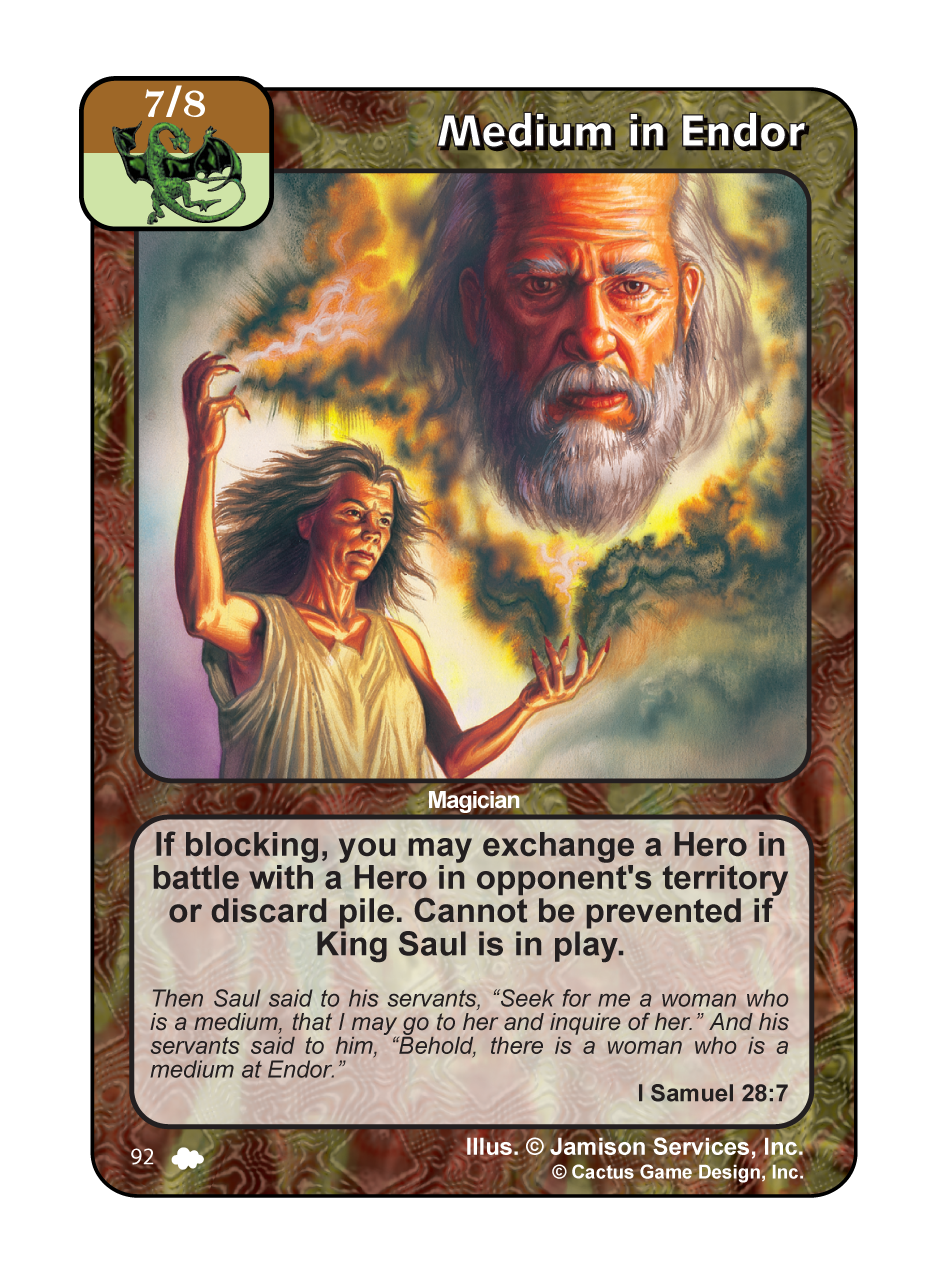 7/8
Medium in Endor
Magician
If blocking, you may exchange a Hero in
battle with a Hero in opponent's territory
or discard pile. Cannot be prevented if
King Saul is in play.
Then Saul said to his servants, “Seek for me a woman who
is a medium, that I may go to her and inquire of her.” And his
servants said to him, “Behold, there is a woman who is a
medium at Endor.”
I Samuel 28:7
92
Illus. © Jamison Services, Inc.
© Cactus Game Design, Inc.